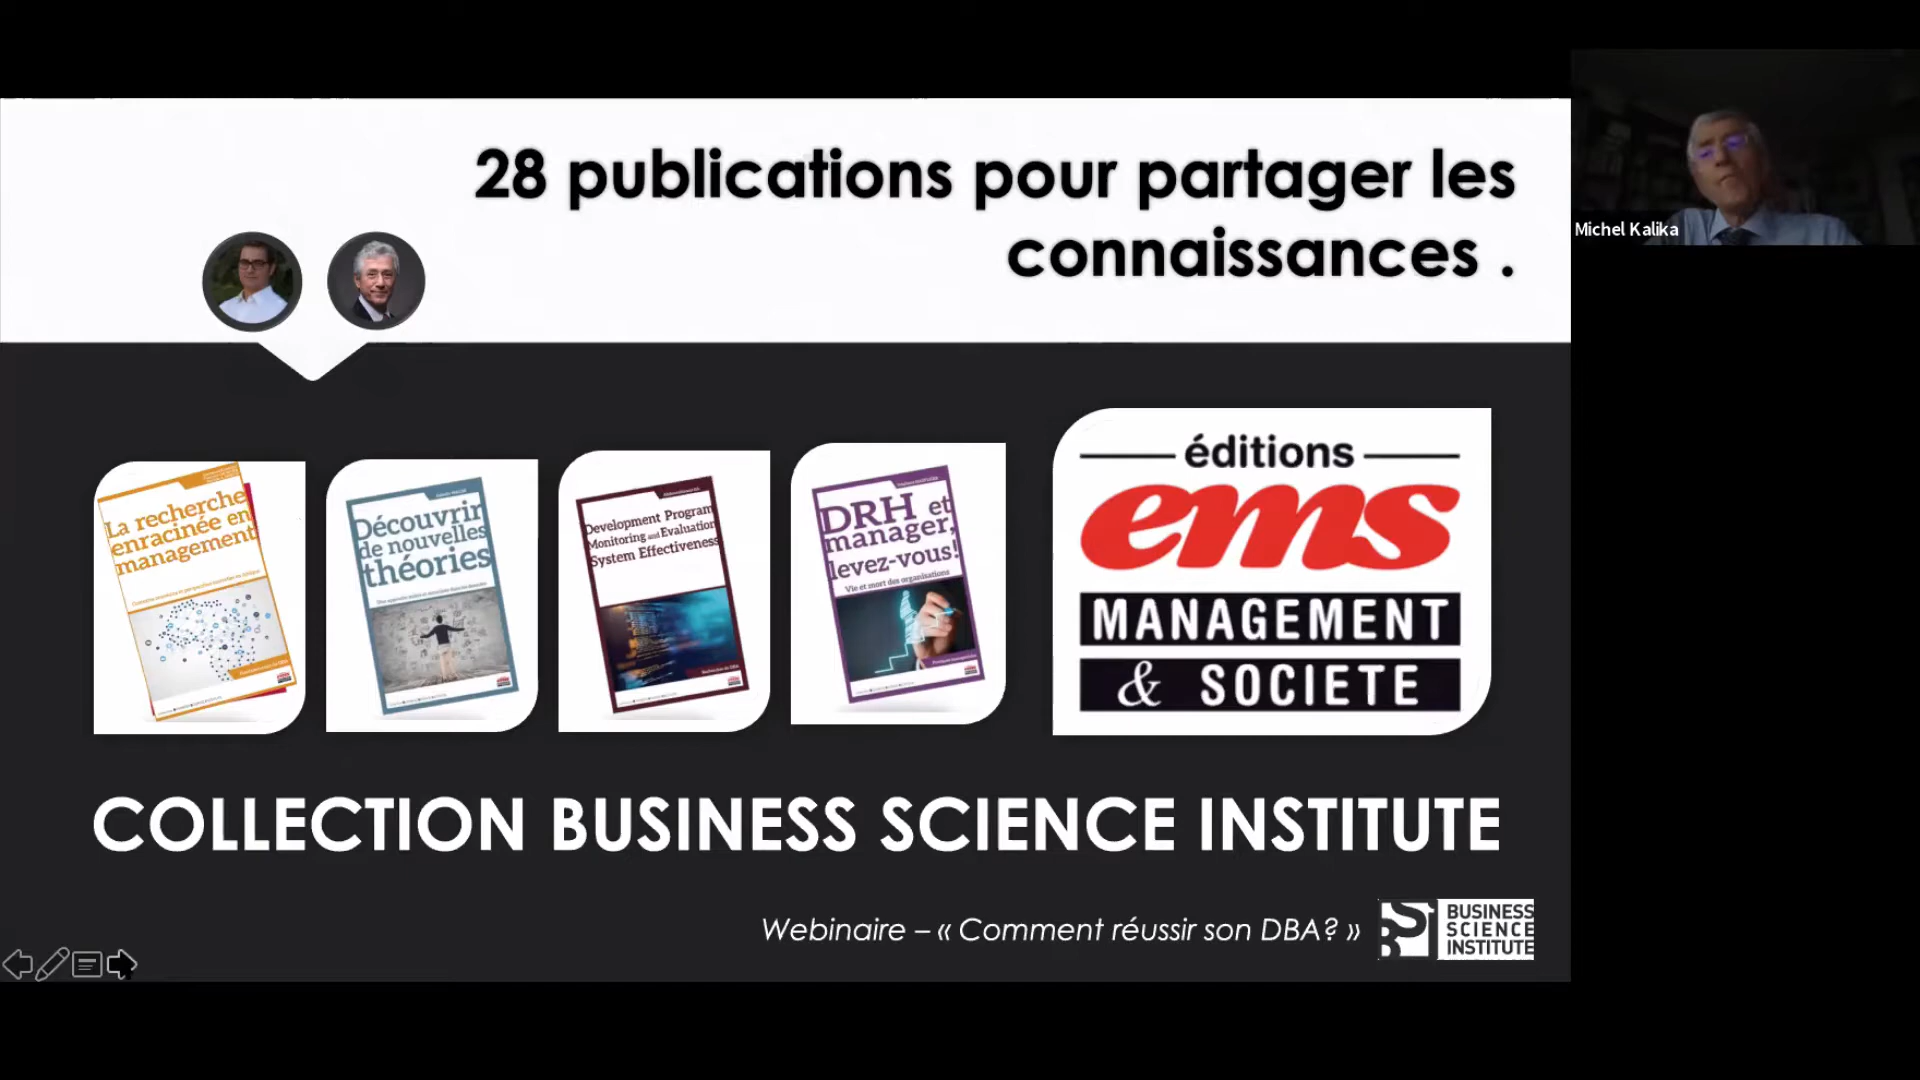 28 publications pour partager les
connaissances .
Michel Kalika
La recherche
enracinée en
management
Découvrir
de nouvelles
théories
Development Program
Monitoring and Evaluation
System Effectiveness
DRH et
manager,
levez-vous!
Vie et mort des organisations
éditions
ems
MANAGEMENT
& SOCIETE
COLLECTION BUSINESS SCIENCE INSTITUTE
Webinaire – « Comment réussir son DBA? »
BUSINESS
SCIENCE
INSTITUTE